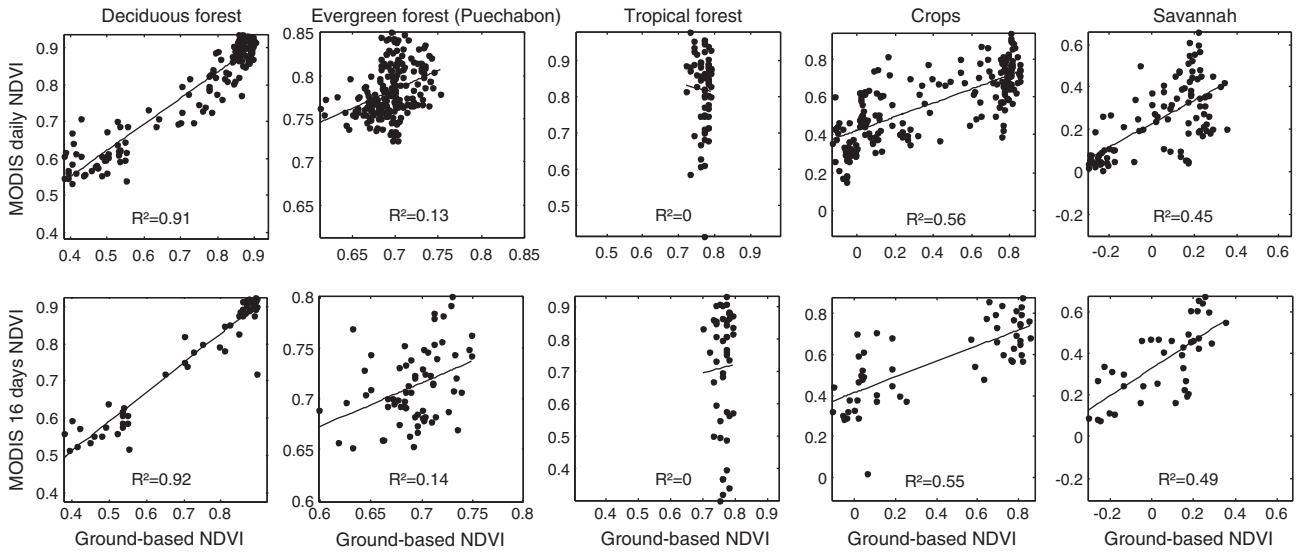 Deciduous forest
Evergreen forest (Puechabon)
Tropical forest
Crops
Savannah
MODIS daily NDVI
0.9
0.8
0.7
0.6
0.5
0.4
R²=0.91
0.4 0.5 0.6 0.7 0.8 0.9
0.85
0.8
0.75
0.7
0.65
R²=0.13
0.65 0.7 0.75 0.8 0.85
0.9
0.8
0.7
0.6
0.5
R²=0
0.5 0.6 0.7 0.8 0.9
0.8
0.6
0.4
0.2
0
R²=0.56
0 0.2 0.4 0.6 0.8
0.6
0.4
0.2
0
-0.2
R²=0.45
-0.2 0 0.2 0.4 0.6
MODIS 16 days NDVI
0.9
0.8
0.7
0.6
0.5
0.4
R²=0.92
0.4 0.5 0.6 0.7 0.8 0.9
Ground-based NDVI
0.8
0.75
0.7
0.65
0.6
R²=0.14
0.6 0.65 0.7 0.75 0.8
Ground-based NDVI
0.9
0.8
0.7
0.6
0.5
0.4
R²=0
0.4 0.5 0.6 0.7 0.8 0.9
Ground-based NDVI
0.8
0.6
0.4
0.2
0
R²=0.55
0 0.2 0.4 0.6 0.8
Ground-based NDVI
0.6
0.4
0.2
0
-0.2
R²=0.49
-0.2 0 0.2 0.4 0.6
Ground-based NDVI